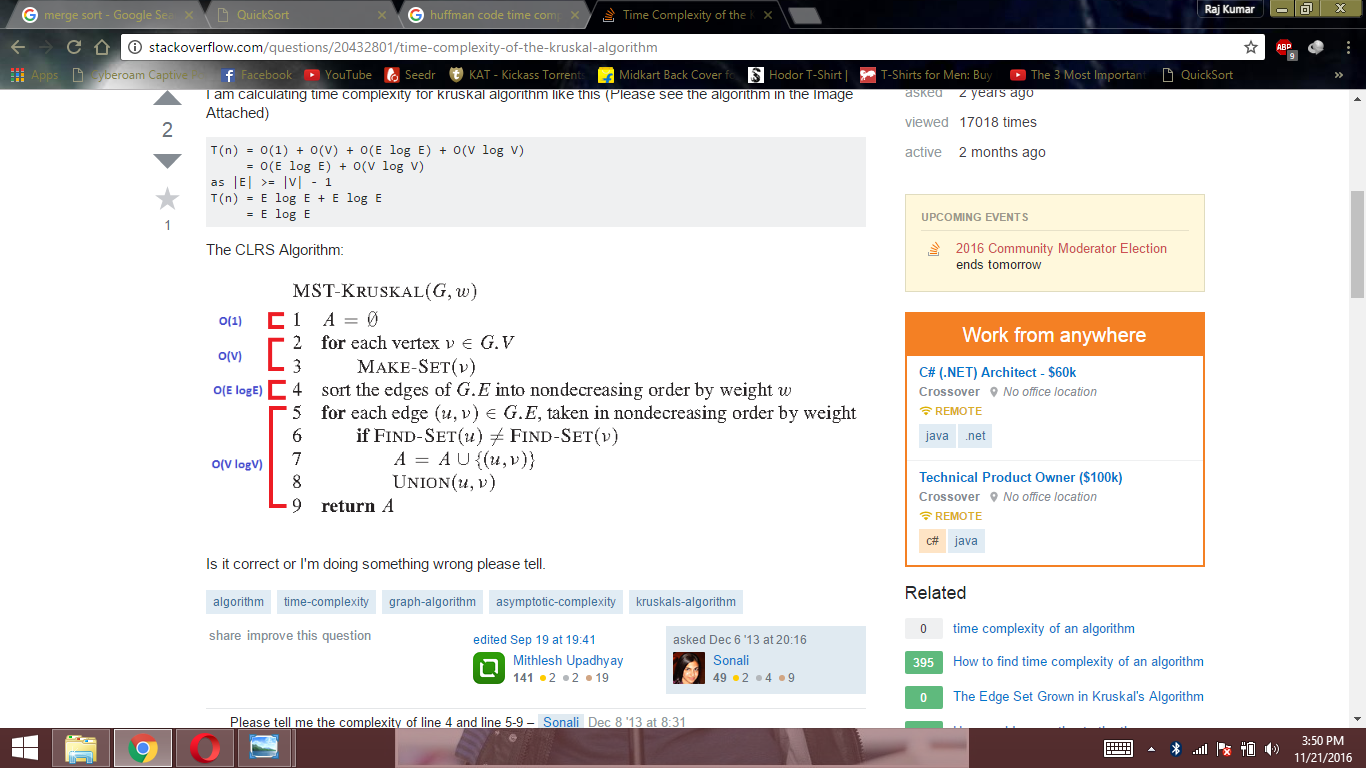 merge sort - Google Sea
QuickSort
huffman code time com
Time Complexity of the
Raj Kumar
stackoverflow.com/questions/20432801/time-complexity-of-the-kruskal-algorithm
ABP
9
Apps
Cyberoam Captive P
Facebook
YouTube
Seedr
KAT - Kickass Torrent
Midkart Back Cover fo
Hodor T-Shirt |
T-Shirts for Men: Buy
The 3 Most Important
QuickSort
»
2
1
I am calculating time complexity for kruskal algorithm like this (Please see the algorithm in the Image
Attached)
T(n) = O(1) + O(V) + O(E log E) + O(V log V)
= O(E log E) + O(V log V)
as |E| >= |V| - 1
T(n) = E log E + E log E
= E log E
The CLRS Algorithm:
MST-KRUSKAL(G, w)
O(1)
1 A = ∅
O(V)
2 for each vertex v ∈ G.V
3 MAKE-SET(v)
O(E logE)
4 sort the edges of G.E into nondecreasing order by weight w
5 for each edge (u, v) ∈ G.E, taken in nondecreasing order by weight
6 if FIND-SET(u) ≠ FIND-SET(v)
O(V logV)
7 A = A ∪ {(u, v)}
8 UNION(u, v)
9 return A
Is it correct or I'm doing something wrong please tell.
algorithm
time-complexity
graph-algorithm
asymptotic-complexity
kruskals-algorithm
share improve this question
edited Sep 19 at 19:41
Mithlesh Upadhyay
141 ●2 ●2 ●19
asked Dec 6 '13 at 20:16
Sonali
49 ●2 ●4 ●9
Please tell me the complexity of line 4 and line 5-9 – Sonali Dec 8 '13 at 8:31
asked 2 years ago
viewed 17018 times
active 2 months ago
UPCOMING EVENTS
2016 Community Moderator Election
ends tomorrow
Work from anywhere
C# (.NET) Architect - $60k
Crossover No office location
REMOTE
java
.net
Technical Product Owner ($100k)
Crossover No office location
REMOTE
c#
java
Related
0 time complexity of an algorithm
395 How to find time complexity of an algorithm
0 The Edge Set Grown in Kruskal's Algorithm
3:50 PM
11/21/2016